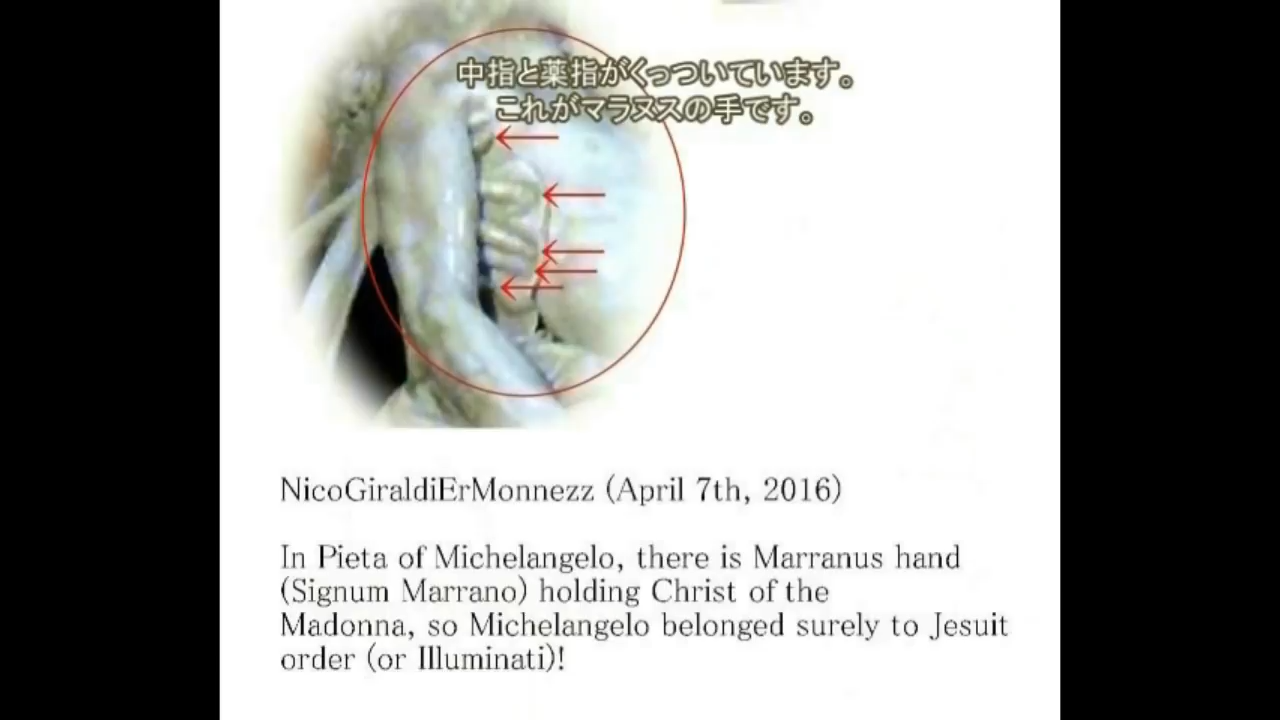 中指と薬指がくっついています。
これがマラヌスの手です。
NicoGiraldiErMonnezz (April 7th, 2016)
In Pieta of Michelangelo, there is Marranus hand
(Signum Marrano) holding Christ of the
Madonna, so Michelangelo belonged surely to Jesuit
order (or Illuminati)!